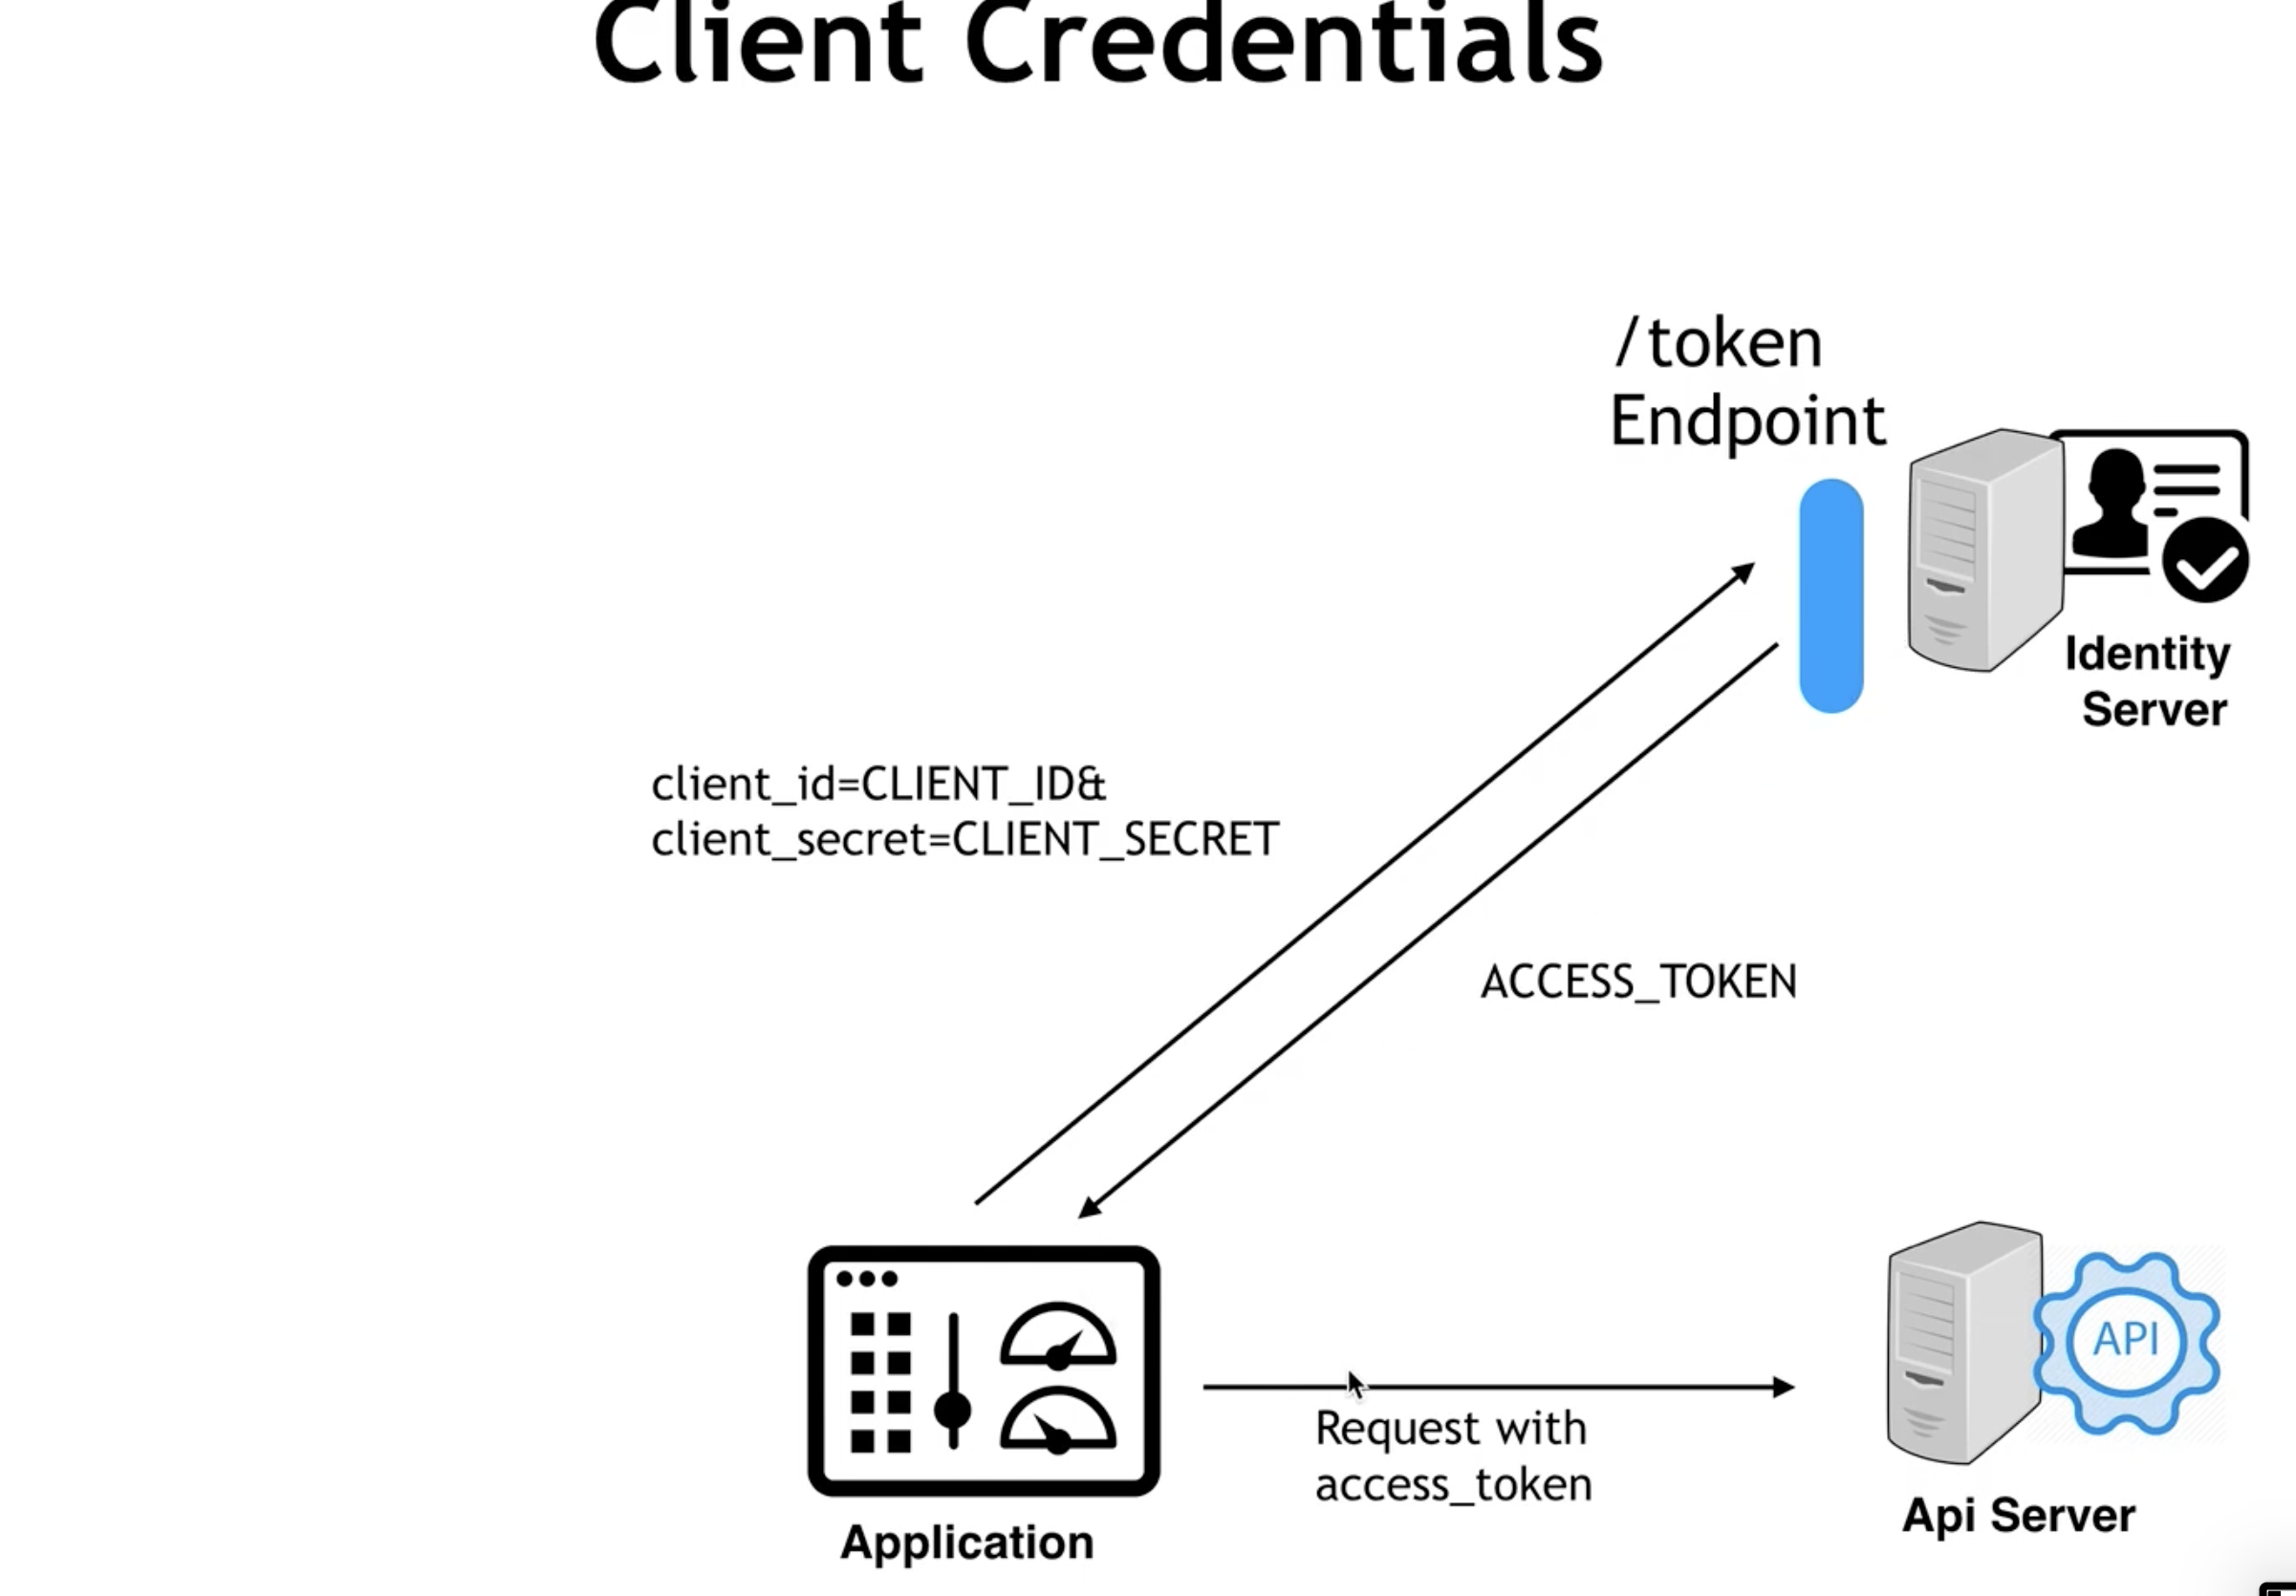 Client Credentials
/token
Endpoint
Identity
Server
client_id=CLIENT_ID&
client_secret=CLIENT_SECRET
ACCESS_TOKEN
API
Request with
access_token
Api Server
Application